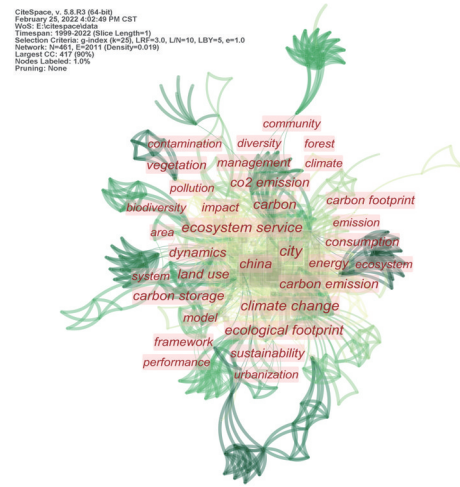 CiteSpace, v. 5.8.R3 (64-bit)
February 25, 2022 4:02:49 PM CST
WoS: E:\citespace\data
Timespan: 1999-2022 (Slice Length=1)
Selection Criteria: g-index (k=25), LRF=3.0, L/N=10, LBY=5, e=1.0
Network: N=461, E=2011 (Density=0.019)
Largest CC: 417 (90%)
Nodes Labeled: 1.0%
Pruning: None
community
contamination diversity forest
vegetation management climate
pollution co2 emission
biodiversity impact carbon carbon footprint
area ecosystem service emission
dynamics city consumption
system land use china energy ecosystem
carbon storage carbon emission
model climate change
framework ecological footprint
performance sustainability
urbanization